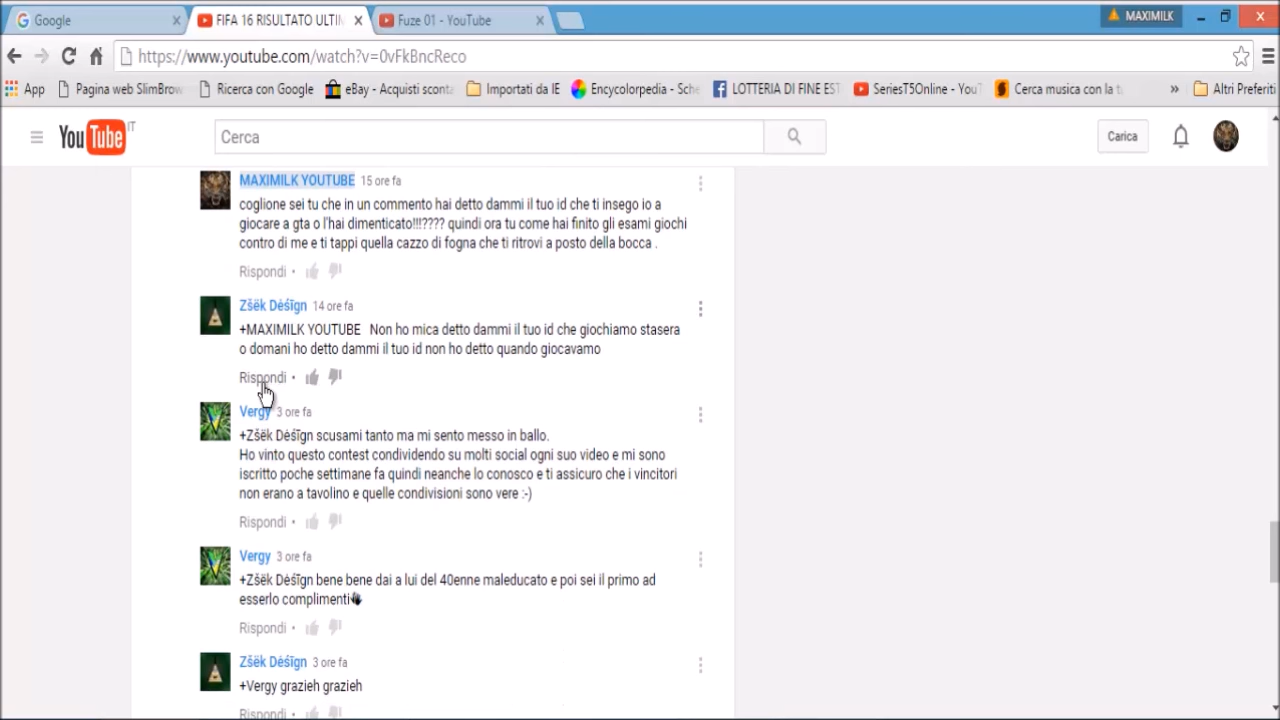 Google
FIFA 16 RISULTATO ULTIM
Fuze 01 - YouTube
MAXIMILK
https://www.youtube.com/watch?v=0vFkBncReco
App
Pagina web SlimBrow
Ricerca con Google
eBay - Acquisti sconta
Importati da IE
Encycolorpedia - Sche
LOTTERIA DI FINE EST
SeriesT5Online - YouT
Cerca musica con la t
»
Altri Preferiti
YouTube IT
Cerca
Carica
MAXIMILK YOUTUBE 15 ore fa
coglione sei tu che in un commento hai detto dammi il tuo id che ti insego io a
giocare a gta o l'hai dimenticato!!!???? quindi ora tu come hai finito gli esami giochi
contro di me e ti tappi quella cazzo di fogna che ti ritrovi a posto della bocca .
Rispondi •
Zšëk Dėśīgn 14 ore fa
+MAXIMILK YOUTUBE Non ho mica detto dammi il tuo id che giochiamo stasera
o domani ho detto dammi il tuo id non ho detto quando giocavamo
Rispondi •
Vergy 3 ore fa
+Zšëk Dėśīgn scusami tanto ma mi sento messo in ballo.
Ho vinto questo contest condividendo su molti social ogni suo video e mi sono
iscritto poche settimane fa quindi neanche lo conosco e ti assicuro che i vincitori
non erano a tavolino e quelle condivisioni sono vere :-)
Rispondi •
Vergy 3 ore fa
+Zšëk Dėśīgn bene bene dai a lui del 40enne maleducato e poi sei il primo ad
esserlo complimenti
Rispondi •
Zšëk Dėśīgn 3 ore fa
+Vergy grazieh grazieh
Rispondi •